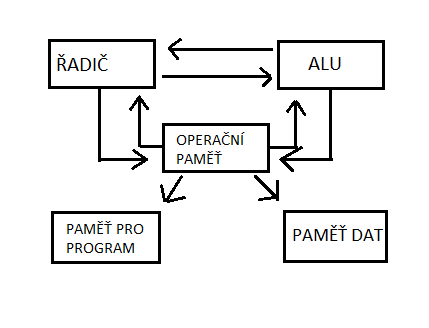 ŘADIČ
ALU
OPERAČNÍ
PAMĚŤ
PAMĚŤ PRO
PROGRAM
PAMĚŤ DAT